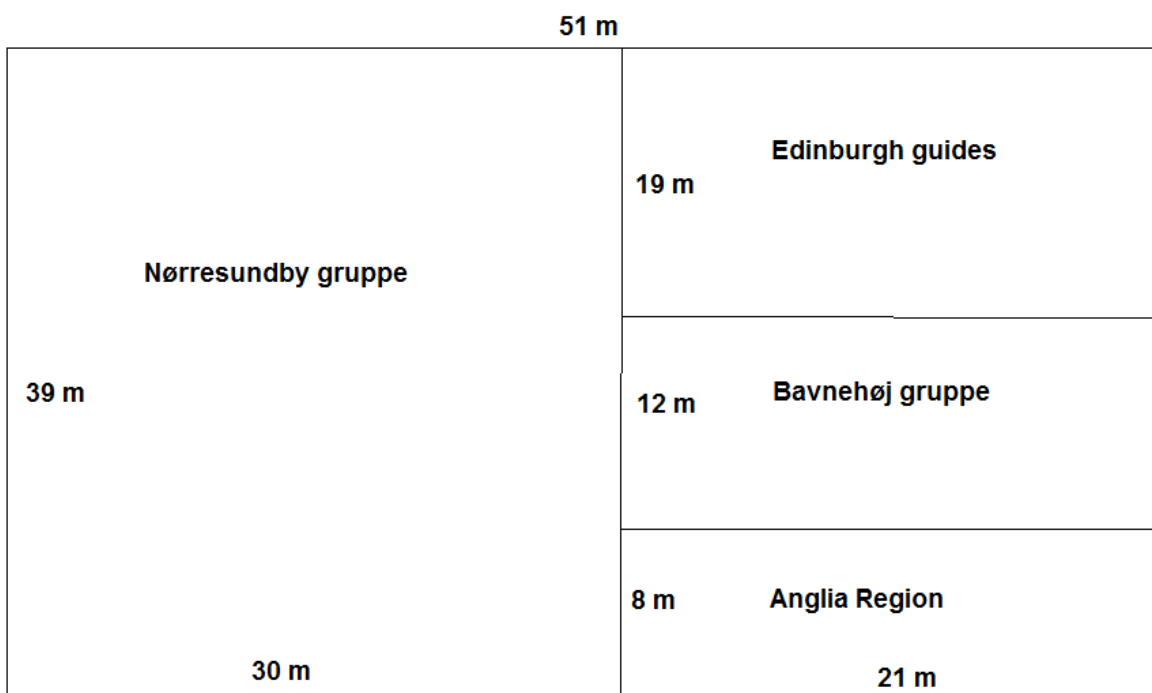 51 m
Edinburgh guides
19 m
Nørresundby gruppe
39 m
Bavnehøj gruppe
12 m
8 m
Anglia Region
30 m
21 m